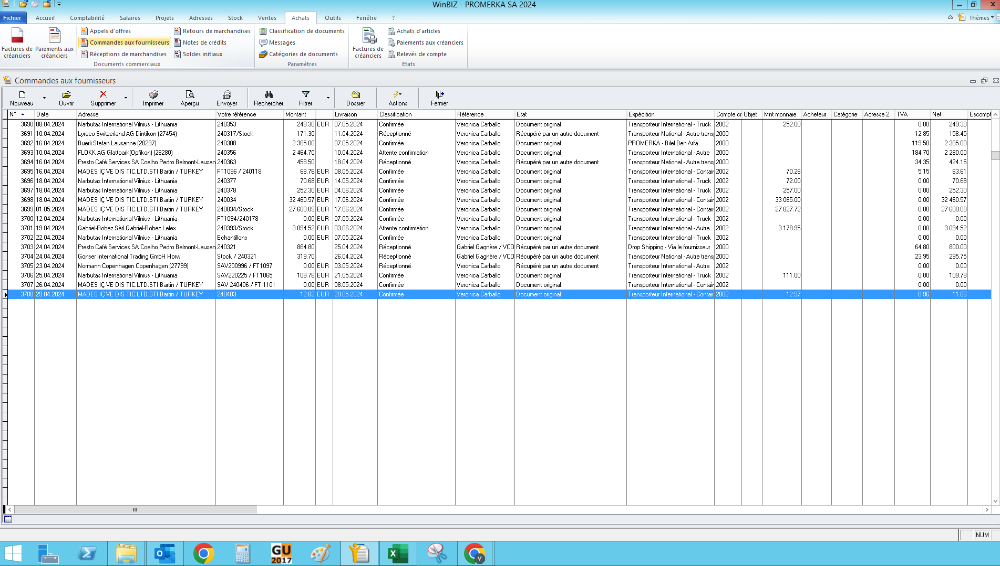 WinBIZ - PROMERKA SA 2024
Fichier Accueil Comptabilité Salaires Projets Adresses Stock Ventes Achats Outils Fenêtre ? Thèmes
Factures de créanciers
Paiements aux créanciers
Appels d'offres
Commandes aux fournisseurs
Réceptions de marchandises
Retours de marchandises
Notes de crédits
Soldes initiaux
Documents commerciaux
Classification de documents
Messages
Catégories de documents
Paramètres
Factures de créanciers
Achats d'articles
Paiements aux créanciers
Relevés de compte
Etats
Commandes aux fournisseurs
Nouveau Ouvrir Supprimer Imprimer Aperçu Envoyer Rechercher Filtrer Dossier Actions Fermer
N° Date Adresse Votre référence Montant Livraison Classification Référence Etat Expédition Compte cr Objet Mnt monnaie Acheteur Catégorie Adresse 2 TVA Net Escompt
3690 08.04.2024 Narbutas International Vilnius - Lithuania 240353 249.30 EUR 07.05.2024 Confirmée Veronica Carballo Document original Transporteur International - Truck 2002 252.00 0.00 249.30
3691 10.04.2024 Lyreco Switzerland AG Dintikon (27454) 240317/Stock 171.30 11.04.2024 Réceptionné Veronica Carballo Récupéré par un autre document Transporteur National - Autre trans 2000 12.85 158.45
3692 16.04.2024 Buerli Stefan Lausanne (28297) 240308 2 365.00 07.05.2024 Confirmée Veronica Carballo Document original PROMERKA - Bilel Ben Arfa 2000 119.50 2 365.00
3693 10.04.2024 FLOKK AG Glattpark(Opfikon) (28280) 240356 2 464.70 10.04.2024 Attente confirmation Veronica Carballo Document original Transporteur International - Autre 2000 184.70 2 280.00
3694 16.04.2024 Presto Café Services SA Coelho Pedro Belmont-Lausan 240363 458.50 18.04.2024 Réceptionné Veronica Carballo Récupéré par un autre document Transporteur National - Autre trans 2000 34.35 424.15
3695 16.04.2024 MADES IÇ VE DIS TIC.LTD.STI Bartin / TURKEY FT1096 / 240118 68.76 EUR 08.05.2024 Confirmée Veronica Carballo Document original Transporteur International - Contair 2002 70.26 5.15 63.61
3696 18.04.2024 Narbutas International Vilnius - Lithuania 240377 70.68 EUR 14.05.2024 Confirmée Veronica Carballo Document original Transporteur International - Truck 2002 72.00 0.00 70.68
3697 18.04.2024 Narbutas International Vilnius - Lithuania 240378 252.30 EUR 04.06.2024 Confirmée Veronica Carballo Document original Transporteur International - Truck 2002 257.00 0.00 252.30
3698 18.04.2024 MADES IÇ VE DIS TIC.LTD.STI Bartin / TURKEY 240034 32 460.57 EUR 17.06.2024 Confirmée Veronica Carballo Document original Transporteur International - Contair 2002 33 065.00 0.00 32 460.57
3699 01.05.2024 MADES IÇ VE DIS TIC.LTD.STI Bartin / TURKEY 240034/Stock 27 600.09 EUR 17.06.2024 Confirmée Veronica Carballo Document original Transporteur International - Contair 2002 27 827.72 0.00 27 600.09
3700 12.04.2024 Narbutas International Vilnius - Lithuania FT1094/240178 0.00 EUR 07.05.2024 Confirmée Veronica Carballo Document original Transporteur International - Truck 2002 0.00 0.00
3701 19.04.2024 Gabriel-Robez Sàrl Gabriel-Robez Lelex 240393/Stock 3 094.52 EUR 03.06.2024 Attente confirmation Veronica Carballo Document original Transporteur International - Autre 2002 3 178.95 0.00 3 094.52
3702 22.04.2024 Narbutas International Vilnius - Lithuania Echantillons 0.00 EUR 07.05.2024 Confirmée Veronica Carballo Document original Transporteur International - Truck 2002 0.00 0.00
3703 24.04.2024 Presto Café Services SA Coelho Pedro Belmont-Lausan 240321 864.80 25.04.2024 Réceptionné Gabriel Gagnère / VCO Récupéré par un autre document Drop Shipping - Via le fournisseur 2000 64.80 800.00
3704 24.04.2024 Gonser International Trading GmbH Horw Stock / 240321 319.70 26.04.2024 Réceptionné Gabriel Gagnère / VCO Récupéré par un autre document Transporteur National - Autre trans 2000 23.95 295.75
3705 23.04.2024 Normann Copenhagen Copenhagen (27799) SAV200996 / FT1097 0.00 EUR 03.05.2024 Réceptionné Veronica Carballo Récupéré par un autre document Transporteur International - Autre 2002 0.00 0.00
3706 25.04.2024 Narbutas International Vilnius - Lithuania SAV220225 / FT1065 109.78 EUR 21.05.2024 Confirmée Veronica Carballo Document original Transporteur International - Truck 2002 111.00 0.00 109.78
3707 26.04.2024 MADES IÇ VE DIS TIC.LTD.STI Bartin / TURKEY SAV 240406 / FT 1101 0.00 EUR 08.05.2024 Confirmée Veronica Carballo Document original Transporteur International - Contair 2002 0.00 0.00
3708 29.04.2024 MADES IÇ VE DIS TIC.LTD.STI Bartin / TURKEY 240403 12.82 EUR 20.05.2024 Confirmée Veronica Carballo Document original Transporteur International - Contair 2002 12.97 0.96 11.86
NUM
GU
2017
V